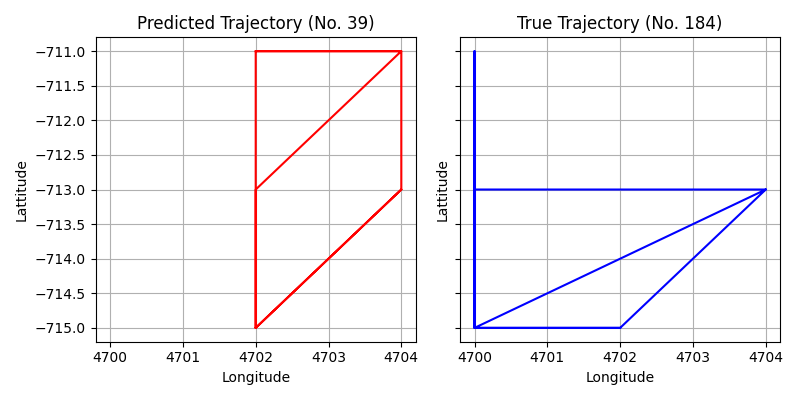 Predicted Trajectory (No. 39)
True Trajectory (No. 184)
−711.0
−711.5
−712.0
−712.5
−713.0
−713.5
−714.0
−714.5
−715.0
Lattitude
Lattitude
4700 4701 4702 4703 4704
4700 4701 4702 4703 4704
Longitude
Longitude